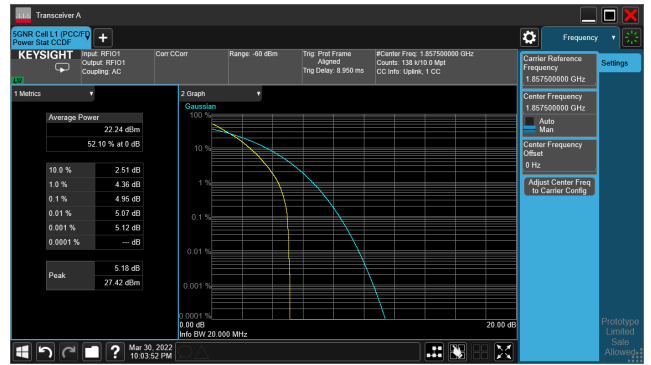 Transceiver A
5GNR Cell L1 (PCC/FD
Power Stat CCDF
Frequency
KEYSIGHT
Input: RFIO1
Output: RFIO1
Coupling: AC
Corr CCorr
Range: -60 dBm
Trig: Prot Frame
Aligned
Trig Delay: 8.950 ms
#Center Freq: 1.857500000 GHz
Counts: 138 k/10.0 Mpt
CC Info: Uplink, 1 CC
LXI
Carrier Reference
Frequency
1.857500000 GHz
Settings
Center Frequency
1.857500000 GHz
Auto
Man
Center Frequency
Offset
0 Hz
Adjust Center Freq
to Carrier Config
1 Metrics
Average Power
22.24 dBm
52.10 % at 0 dB
10.0 % 2.51 dB
1.0 % 4.36 dB
0.1 % 4.95 dB
0.01 % 5.07 dB
0.001 % 5.12 dB
0.0001 % --- dB
Peak
5.18 dB
27.42 dBm
2 Graph
Gaussian
100 %
10 %
1 %
0.1 %
0.01 %
0.001 %
0.0001 %
0.00 dB
20.00 dB
Info BW 20.000 MHz
Prototype
Limited
Sale
Allowed
?
Mar 30, 2022
10:03:52 PM